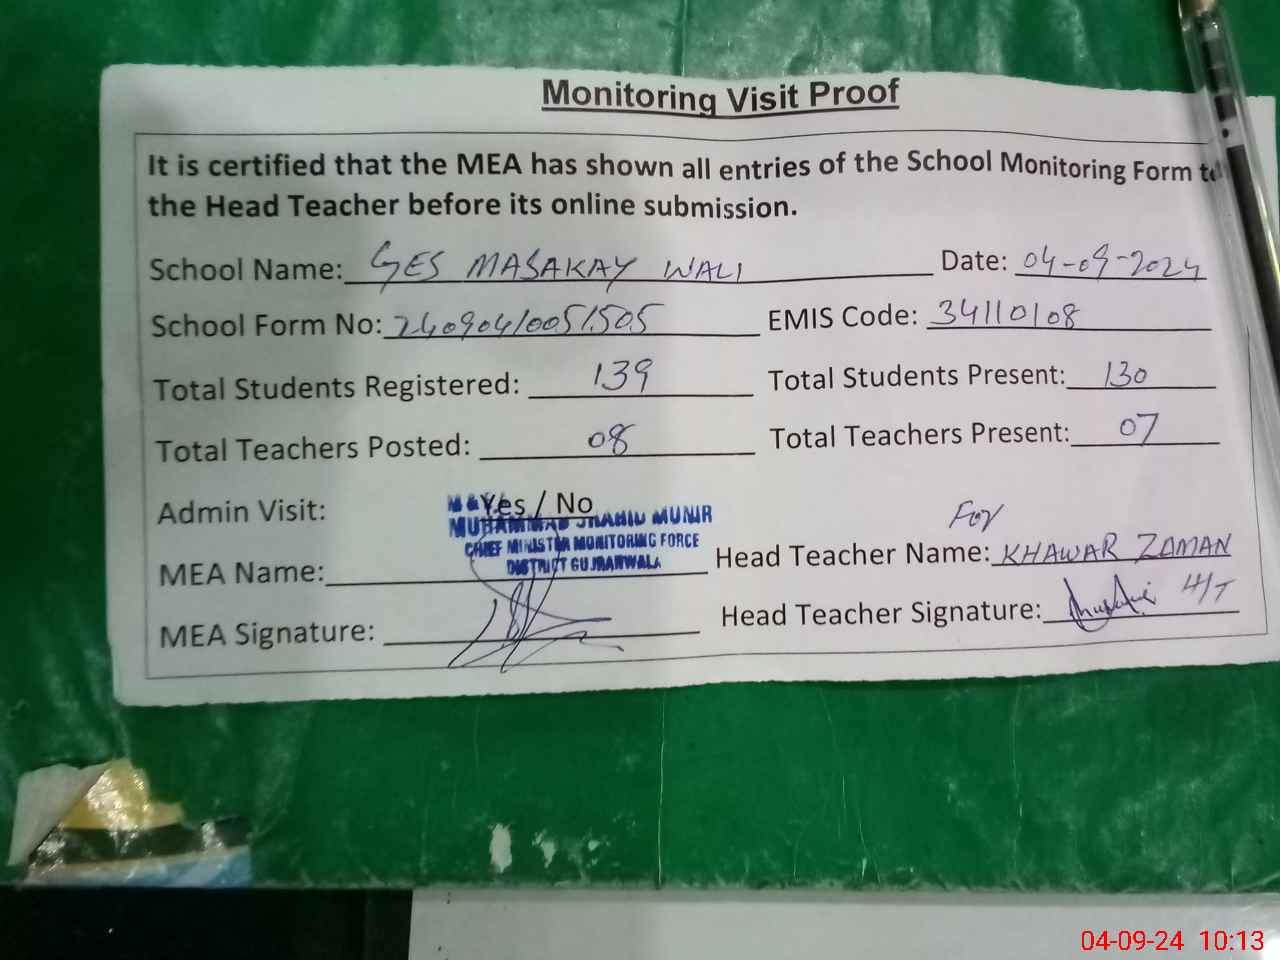 Monitoring Visit Proof
It is certified that the MEA has shown all entries of the School Monitoring Form to
the Head Teacher before its online submission.
School Name: GES MASAKAY WALI Date: 04-09-2024
School Form No: 240904/0051505 EMIS Code: 34110108
Total Students Registered: 139 Total Students Present: 130
Total Teachers Posted: 08 Total Teachers Present: 07
Admin Visit: Yes / No
MUHAMMAD MUNIR
CHIEF MINISTER MONITORING FORCE
DISTRICT GUJRANWALA
For
MEA Name: Head Teacher Name: KHAWAR ZAMAN
MEA Signature: Head Teacher Signature: H/T
04-09-24 10:13